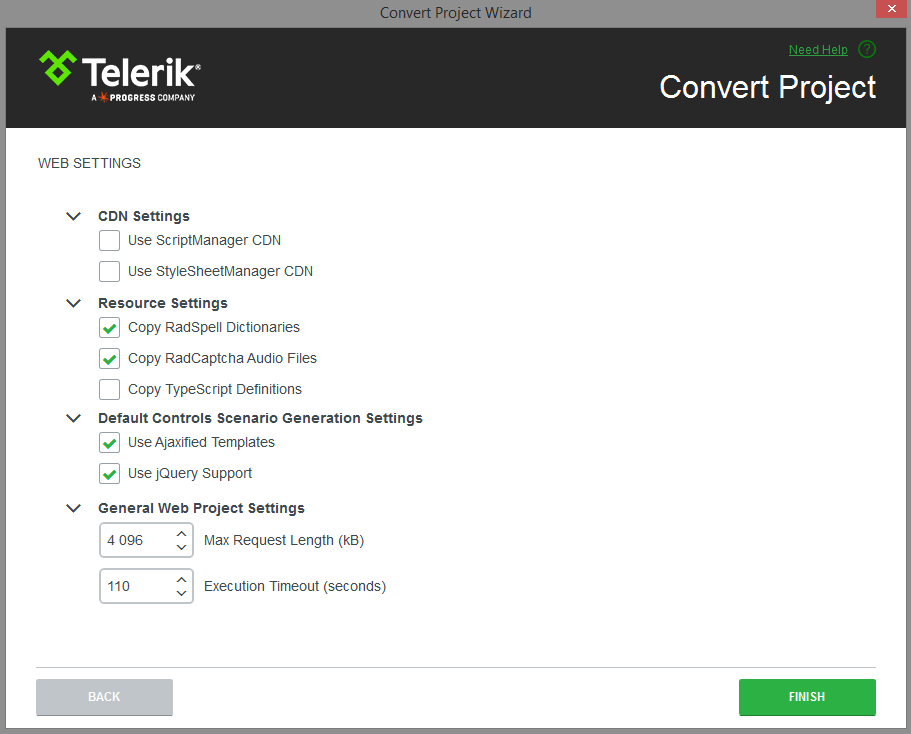 Convert Project Wizard
Need Help ?
Telerik®
A PROGRESS COMPANY
Convert Project
WEB SETTINGS
CDN Settings
Use ScriptManager CDN
Use StyleSheetManager CDN
Resource Settings
Copy RadSpell Dictionaries
Copy RadCaptcha Audio Files
Copy TypeScript Definitions
Default Controls Scenario Generation Settings
Use Ajaxified Templates
Use jQuery Support
General Web Project Settings
4 096 Max Request Length (kB)
110 Execution Timeout (seconds)
BACK FINISH